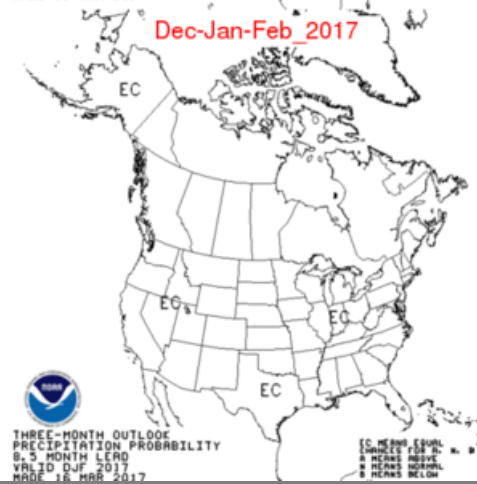 Dec-Jan-Feb_2017
EC
EC
EC
EC
NOAA
THREE-MONTH OUTLOOK
PRECIPITATION PROBABILITY
8.5 MONTH LEAD
VALID DJF 2017
MADE 16 MAR 2017
EC MEANS EQUAL
CHANCES FOR A, N, B
A MEANS ABOVE
N MEANS NORMAL
B MEANS BELOW